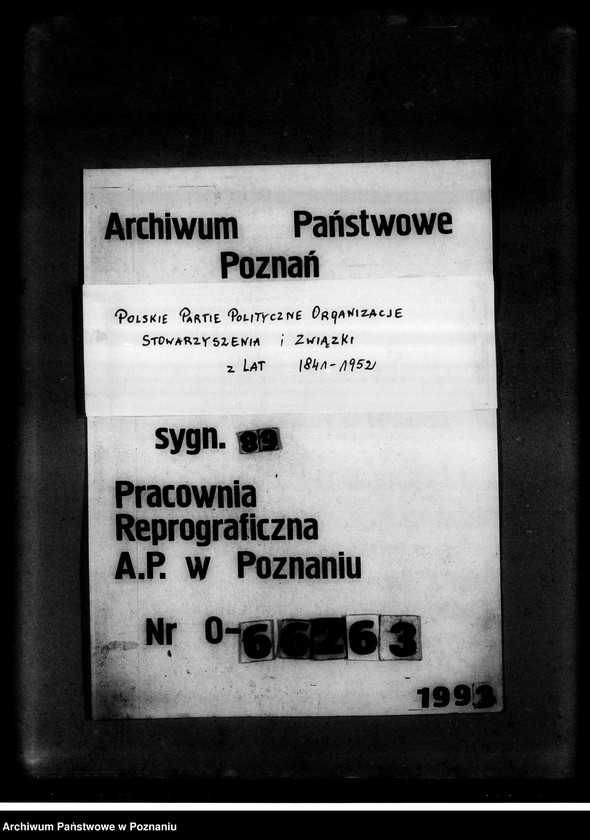 Archiwum Państwowe
Poznań
POLSKIE PARTIE POLITYCZNE ORGANIZACJE
STOWARZYSZENIA i ZWIĄZKI
z LAT 1841-1952
sygn. 89
Pracownia
Reprograficzna
A.P. w Poznaniu
Nr O-66263
1993
Archiwum Państwowe w Poznaniu